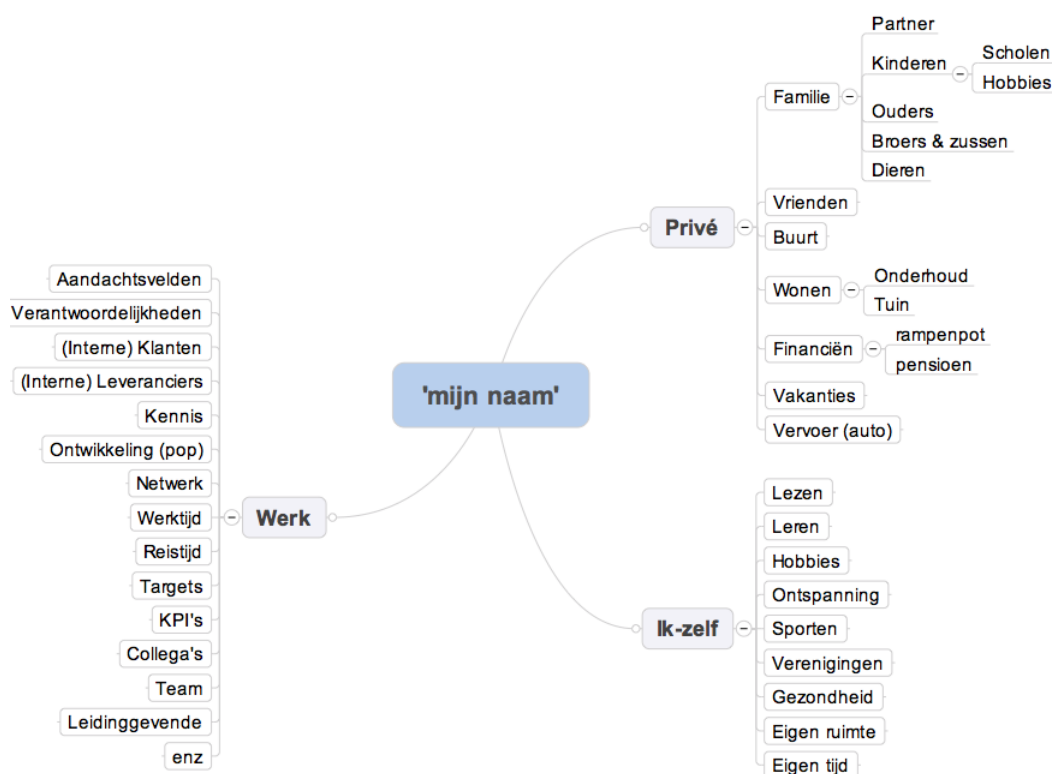 'mijn naam'
Privé
Familie
Partner
Kinderen
Scholen
Hobbies
Ouders
Broers & zussen
Dieren
Vrienden
Buurt
Wonen
Onderhoud
Tuin
Financiën
rampenpot
pensioen
Vakanties
Vervoer (auto)
Ik-zelf
Lezen
Leren
Hobbies
Ontspanning
Sporten
Verenigingen
Gezondheid
Eigen ruimte
Eigen tijd
Werk
Aandachtsvelden
Verantwoordelijkheden
(Interne) Klanten
(Interne) Leveranciers
Kennis
Ontwikkeling (pop)
Netwerk
Werktijd
Reistijd
Targets
KPI's
Collega's
Team
Leidinggevende
enz